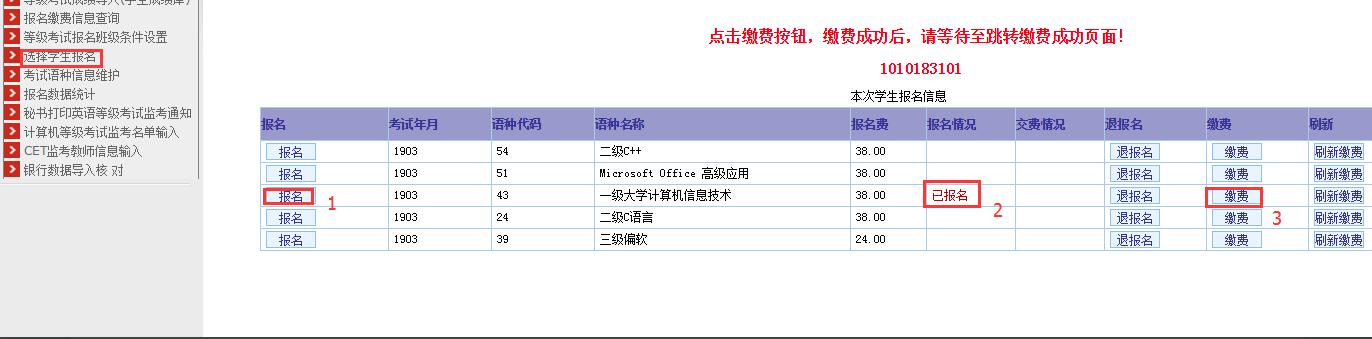 等级考试成绩导入(学生成绩库)
报名缴费信息查询
等级考试报名班级条件设置
选择学生报名
考试语种信息维护
报名数据统计
秘书打印英语等级考试监考通知
计算机等级考试监考名单输入
CET监考教师信息输入
银行数据导入核 对
点击缴费按钮，缴费成功后，请等待至跳转缴费成功页面！
1010183101
本次学生报名信息
报名 考试年月 语种代码 语种名称 报名费 报名情况 交费情况 退报名 缴费 刷新
报名 1903 54 二级C++ 38.00 退报名 缴费 刷新缴费
报名 1903 51 Microsoft Office 高级应用 38.00 退报名 缴费 刷新缴费
报名 1 1903 43 一级大学计算机信息技术 38.00 已报名 2 退报名 缴费 3 刷新缴费
报名 1903 24 二级C语言 38.00 退报名 缴费 刷新缴费
报名 1903 39 三级偏软 24.00 退报名 缴费 刷新缴费